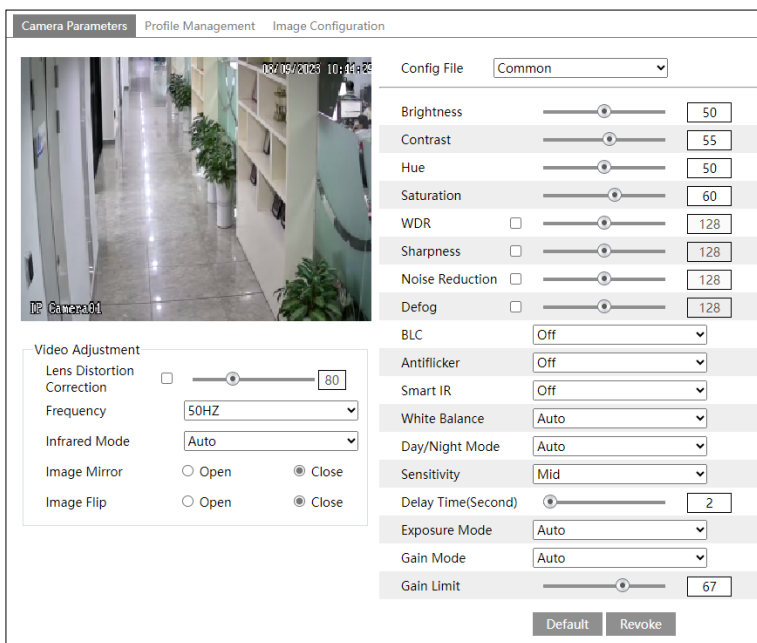 Camera Parameters Profile Management Image Configuration
08/09/2023 10:44:29
IP Camera01
Video Adjustment
Lens Distortion Correction 80
Frequency 50HZ
Infrared Mode Auto
Image Mirror Open Close
Image Flip Open Close
Config File Common
Brightness 50
Contrast 55
Hue 50
Saturation 60
WDR 128
Sharpness 128
Noise Reduction 128
Defog 128
BLC Off
Antiflicker Off
Smart IR Off
White Balance Auto
Day/Night Mode Auto
Sensitivity Mid
Delay Time(Second) 2
Exposure Mode Auto
Gain Mode Auto
Gain Limit 67
Default Revoke